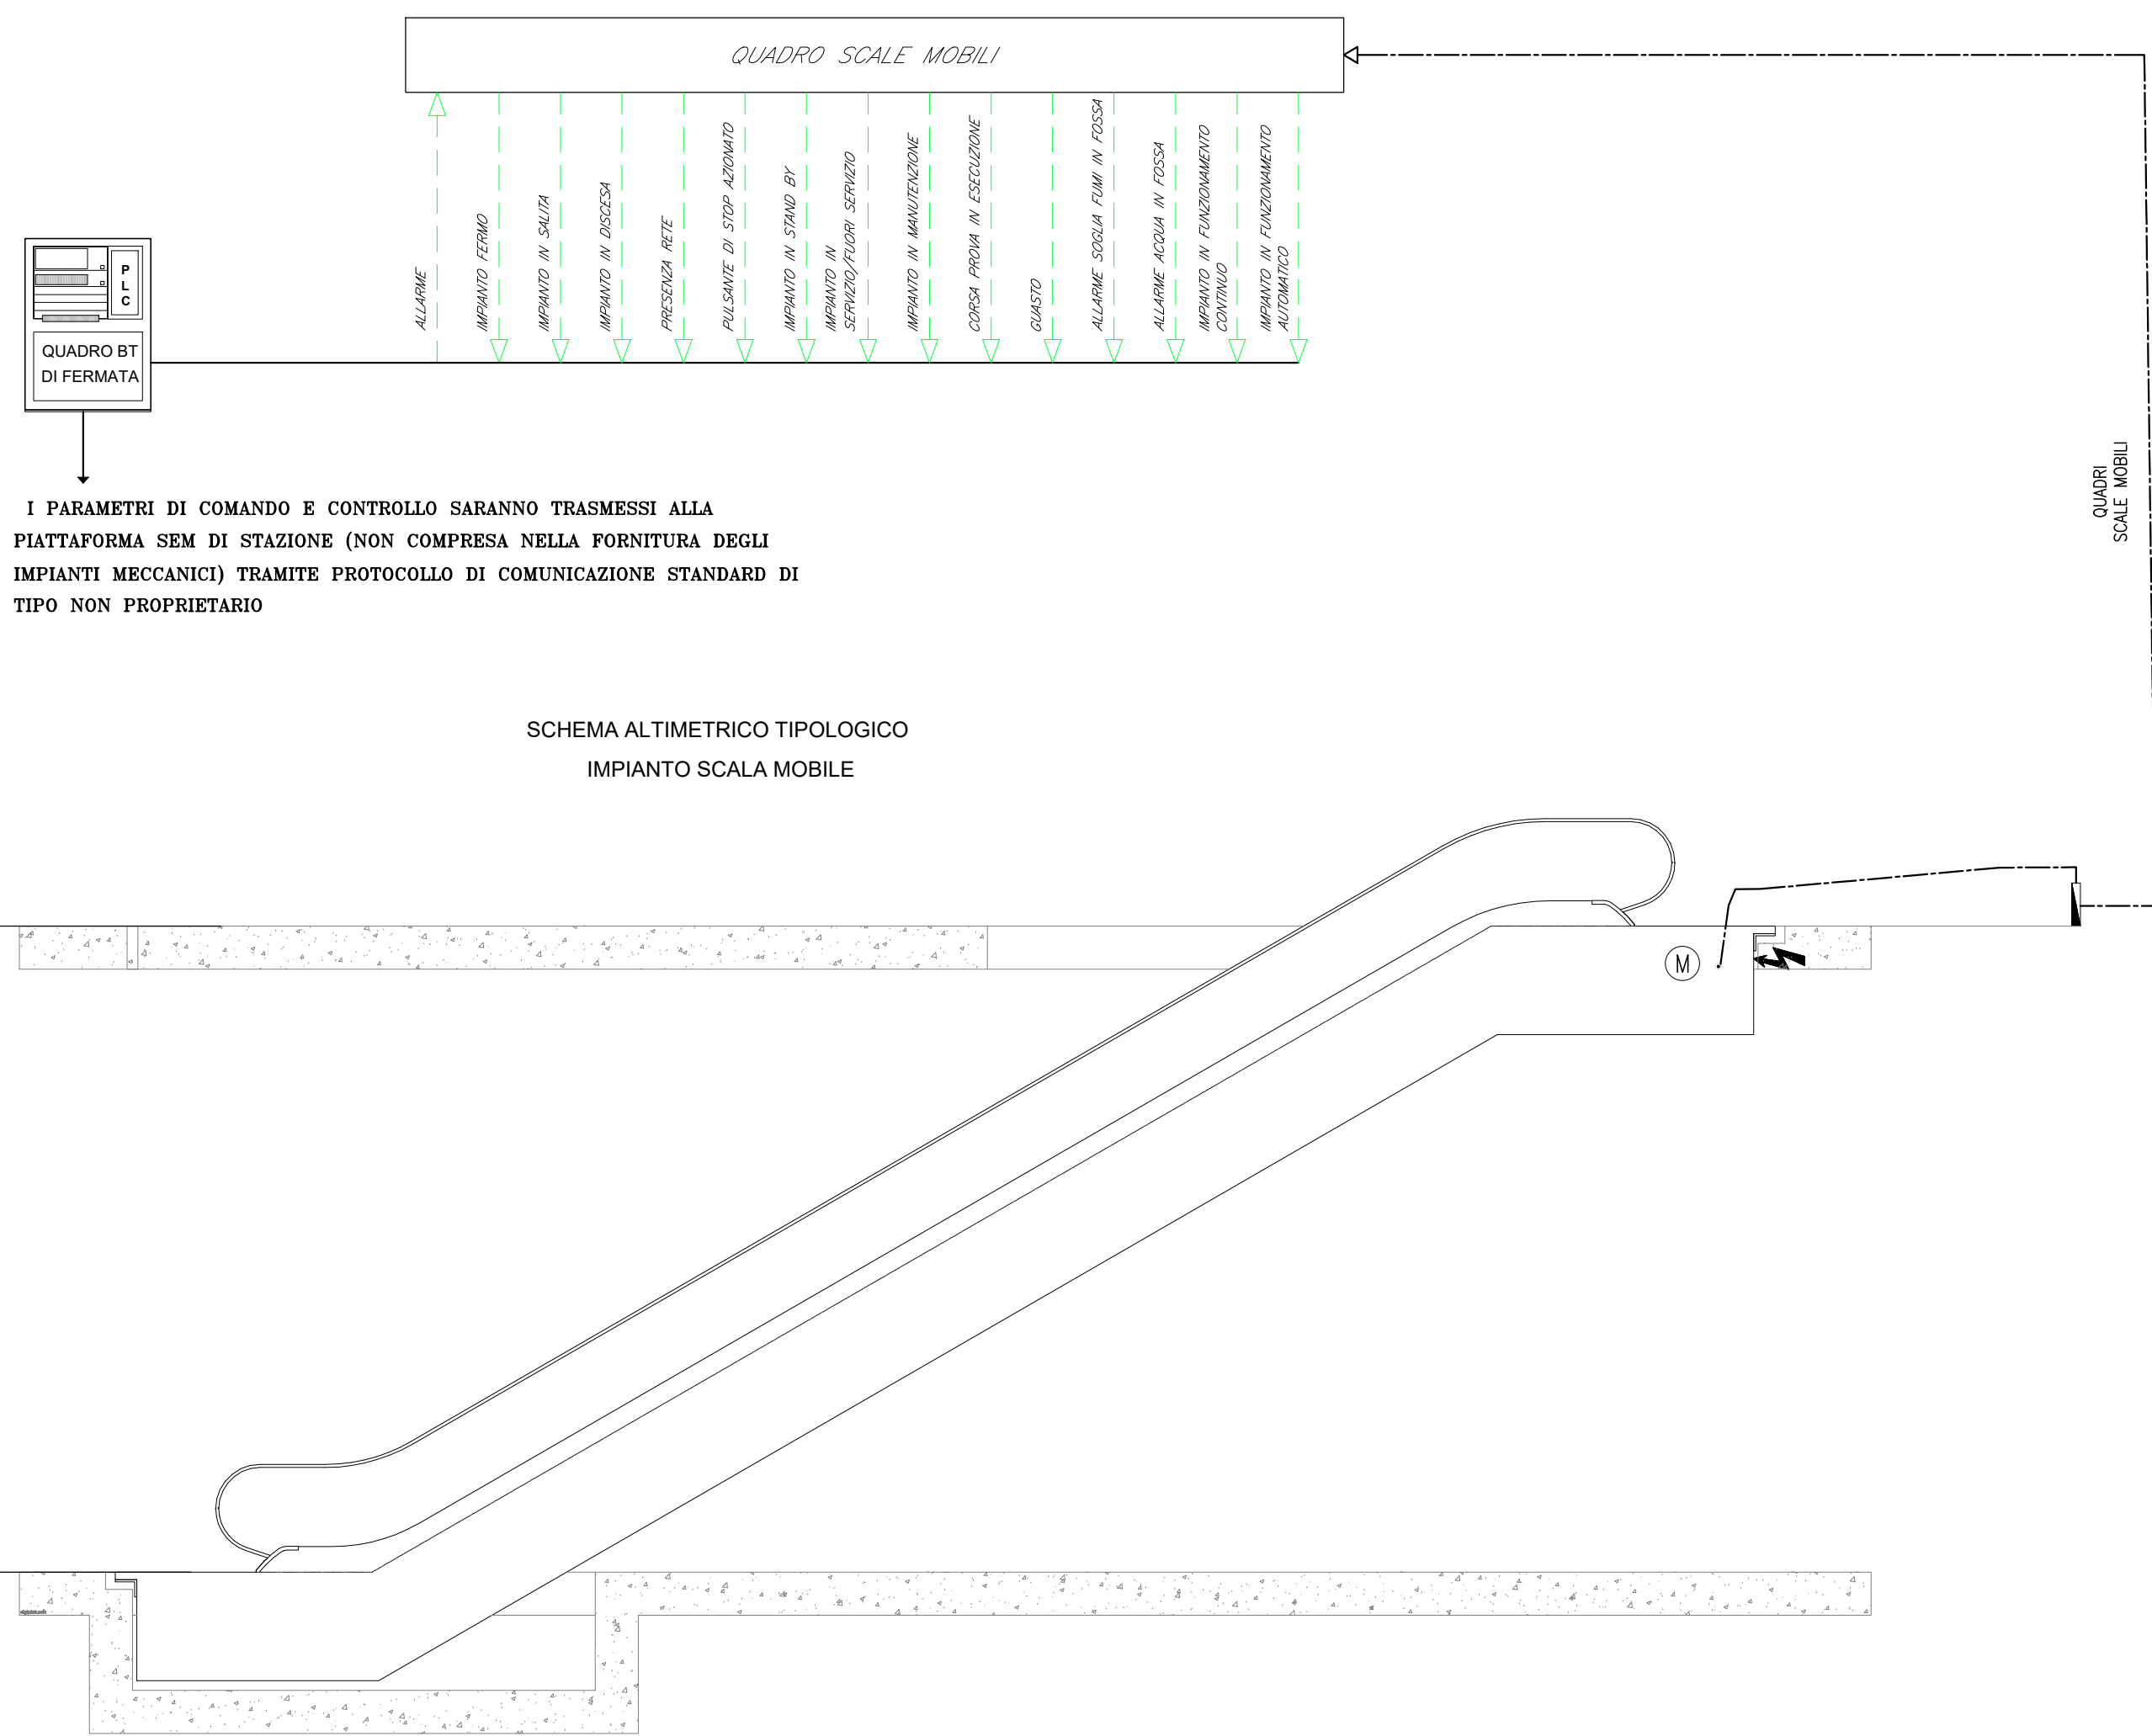 QUADRO SCALE MOBILI
ALLARME
IMPIANTO FERMO
IMPIANTO IN SALITA
IMPIANTO IN DISCESA
PRESENZA RETE
PULSANTE DI STOP AZIONATO
IMPIANTO IN STAND BY
IMPIANTO IN
SERVIZIO/FUORI SERVIZIO
IMPIANTO IN MANUTENZIONE
CORSA PROVA IN ESECUZIONE
GUASTO
ALLARME SOGLIA FUMI IN FOSSA
ALLARME ACQUA IN FOSSA
IMPIANTO IN FUNZIONAMENTO
CONTINUO
IMPIANTO IN FUNZIONAMENTO
AUTOMATICO
P
L
C
QUADRO BT
DI FERMATA
I PARAMETRI DI COMANDO E CONTROLLO SARANNO TRASMESSI ALLA
PIATTAFORMA SEM DI STAZIONE (NON COMPRESA NELLA FORNITURA DEGLI
IMPIANTI MECCANICI) TRAMITE PROTOCOLLO DI COMUNICAZIONE STANDARD DI
TIPO NON PROPRIETARIO
QUADRI
SCALE MOBILI
SCHEMA ALTIMETRICO TIPOLOGICO
IMPIANTO SCALA MOBILE
M